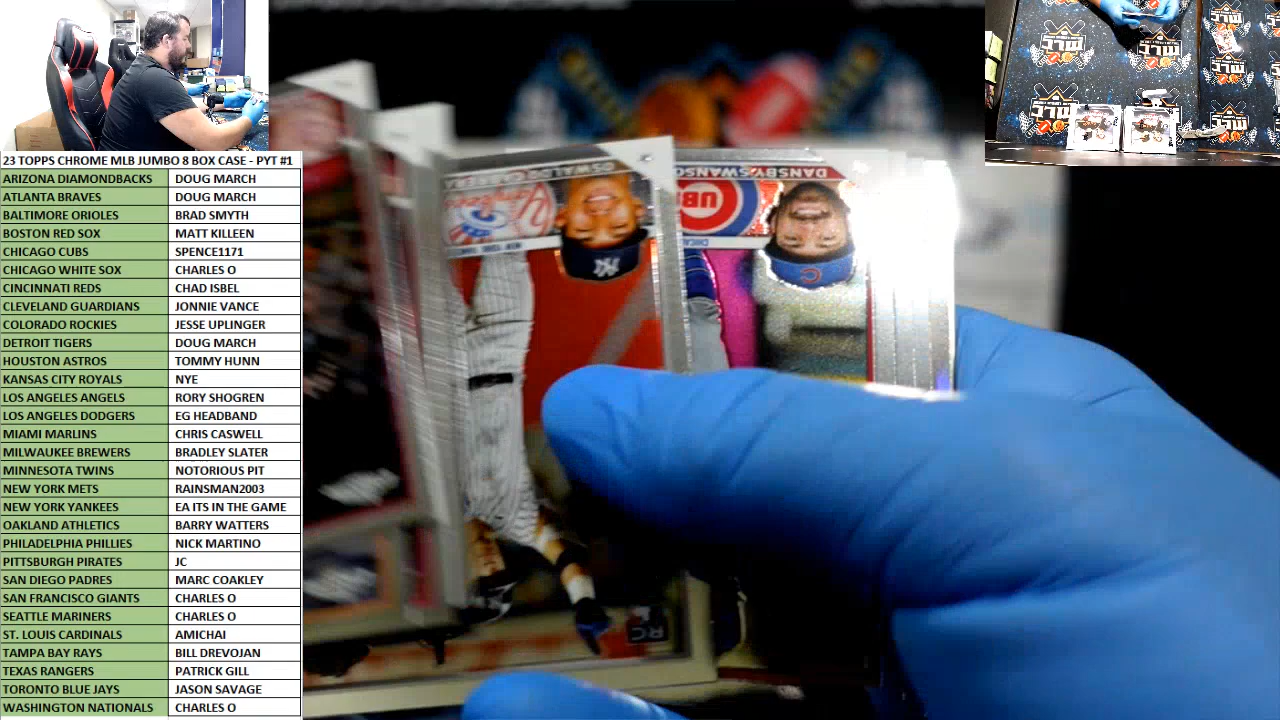 23 TOPPS CHROME MLB JUMBO 8 BOX CASE - PYT #1
ARIZONA DIAMONDBACKS DOUG MARCH
ATLANTA BRAVES DOUG MARCH
BALTIMORE ORIOLES BRAD SMYTH
BOSTON RED SOX MATT KILLEEN
CHICAGO CUBS SPENCE1171
CHICAGO WHITE SOX CHARLES O
CINCINNATI REDS CHAD ISBEL
CLEVELAND GUARDIANS JONNIE VANCE
COLORADO ROCKIES JESSE UPLINGER
DETROIT TIGERS DOUG MARCH
HOUSTON ASTROS TOMMY HUNN
KANSAS CITY ROYALS NYE
LOS ANGELES ANGELS RORY SHOGREN
LOS ANGELES DODGERS EG HEADBAND
MIAMI MARLINS CHRIS CASWELL
MILWAUKEE BREWERS BRADLEY SLATER
MINNESOTA TWINS NOTORIOUS PIT
NEW YORK METS RAINSMAN2003
NEW YORK YANKEES EA ITS IN THE GAME
OAKLAND ATHLETICS BARRY WATTERS
PHILADELPHIA PHILLIES NICK MARTINO
PITTSBURGH PIRATES JC
SAN DIEGO PADRES MARC COAKLEY
SAN FRANCISCO GIANTS CHARLES O
SEATTLE MARINERS CHARLES O
ST. LOUIS CARDINALS AMICHAI
TAMPA BAY RAYS BILL DREVOJAN
TEXAS RANGERS PATRICK GILL
TORONTO BLUE JAYS JASON SAVAGE
WASHINGTON NATIONALS CHARLES O
OSWALDO
Yankees
NEW YORK
DANSBY SWANSO
UB
C
RC